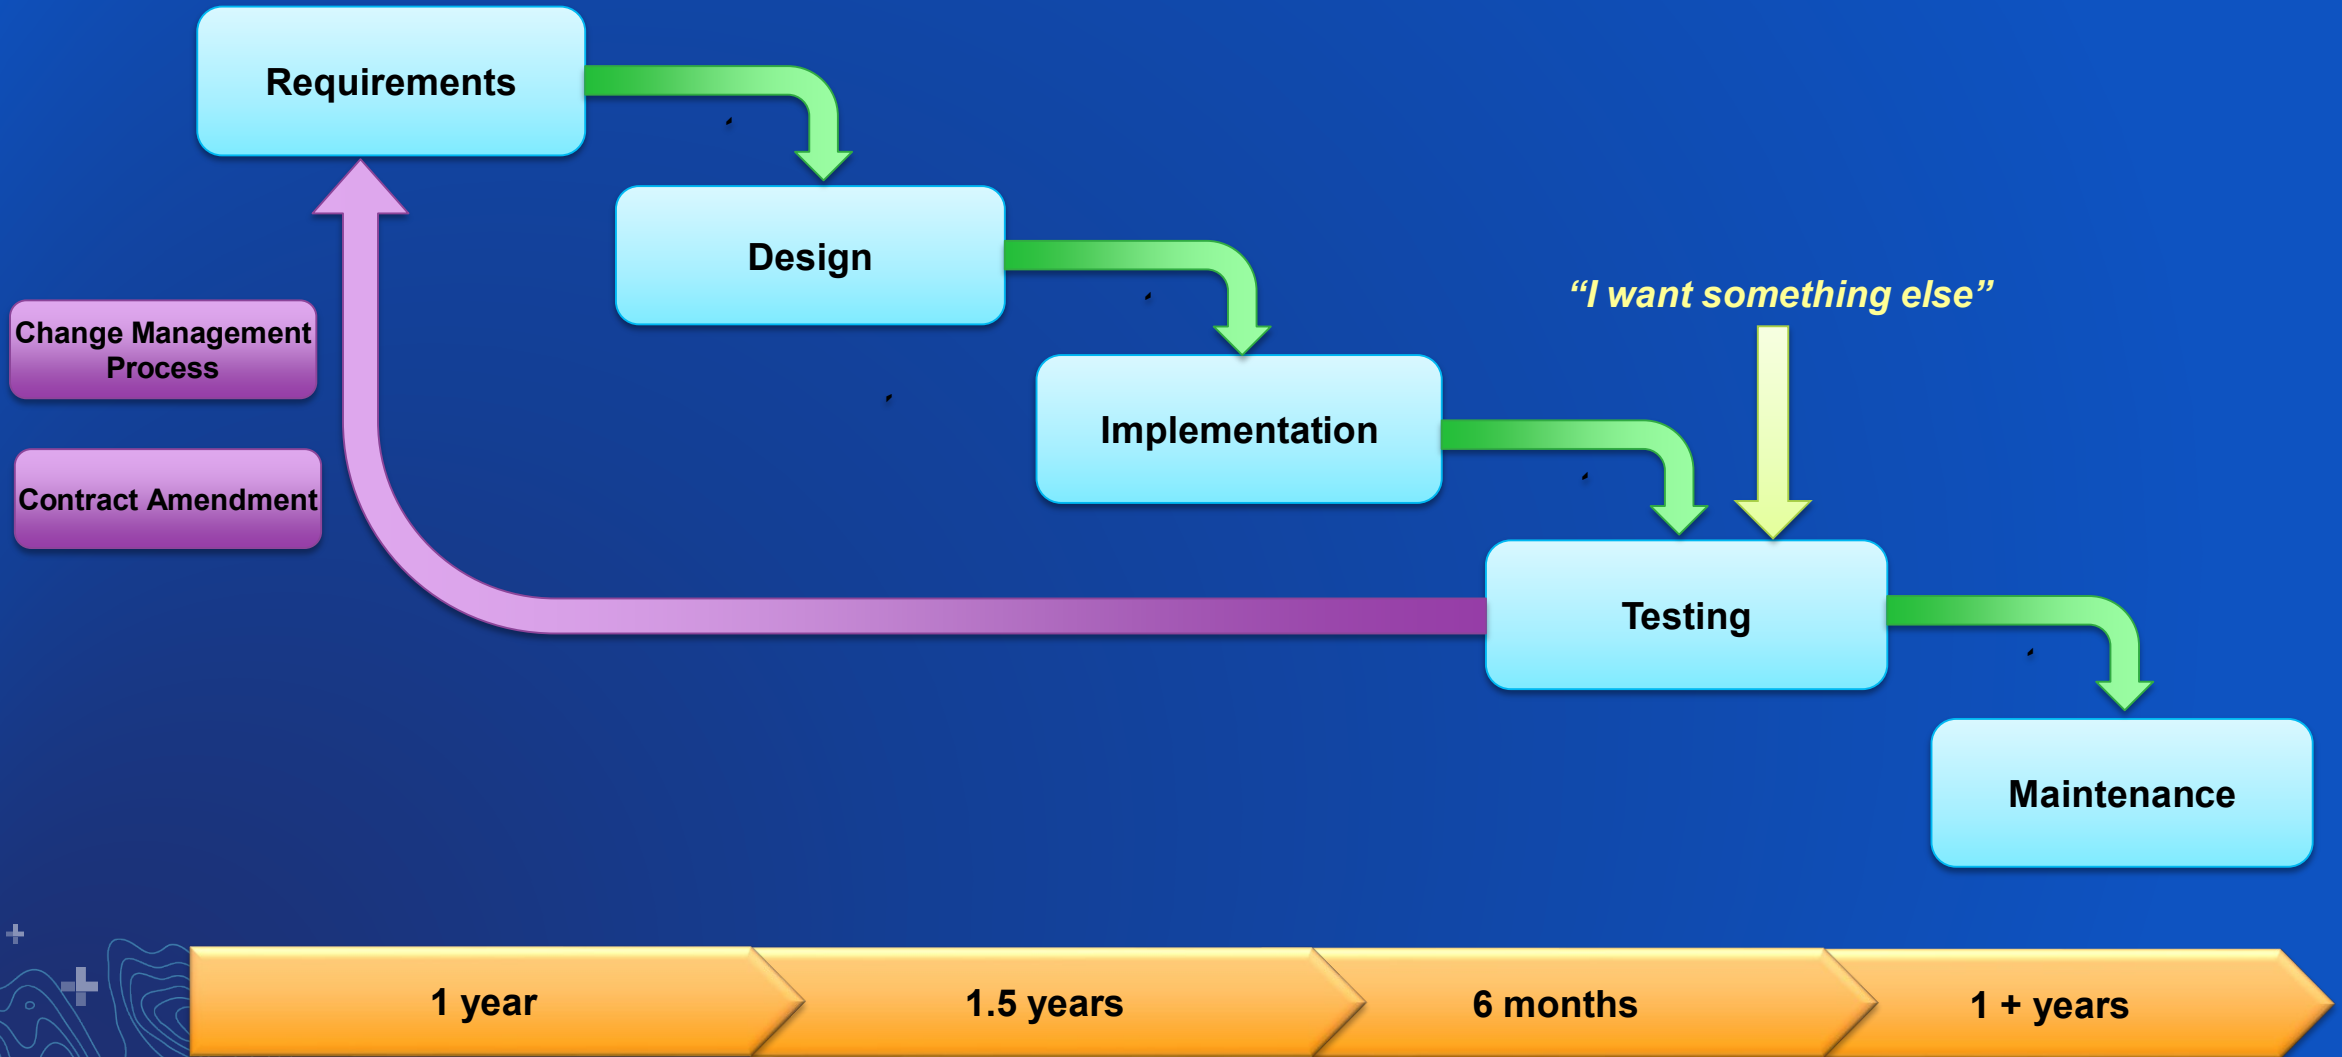 Requirements
Design
“I want something else”
Change Management
Process
Implementation
Contract Amendment
Testing
Maintenance
1 year
1.5 years
6 months
1 + years